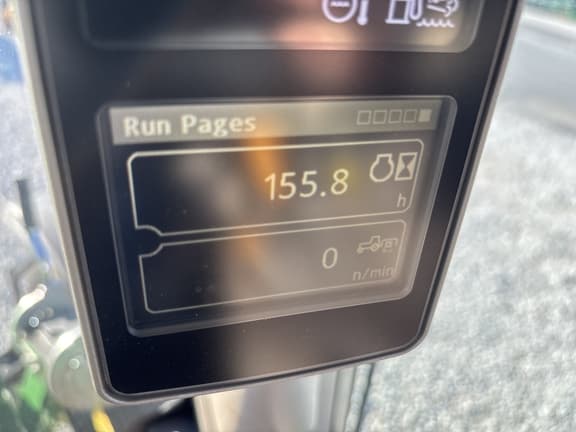 Run Pages
155.8
h
0
n/min